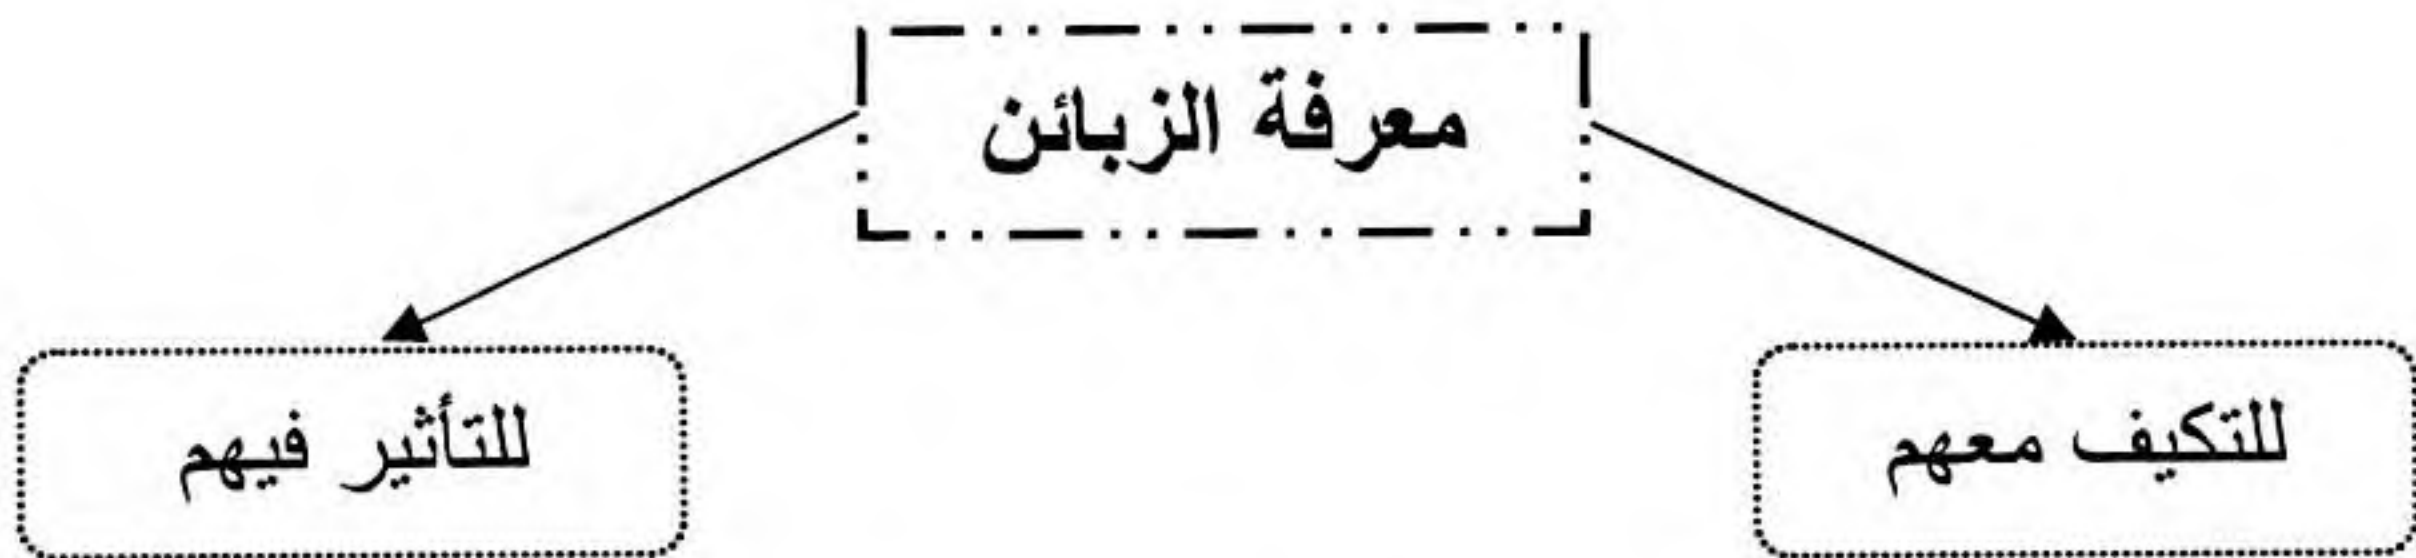 معرفة الزبائن
للتكيف معهم
للتأثير فيهم